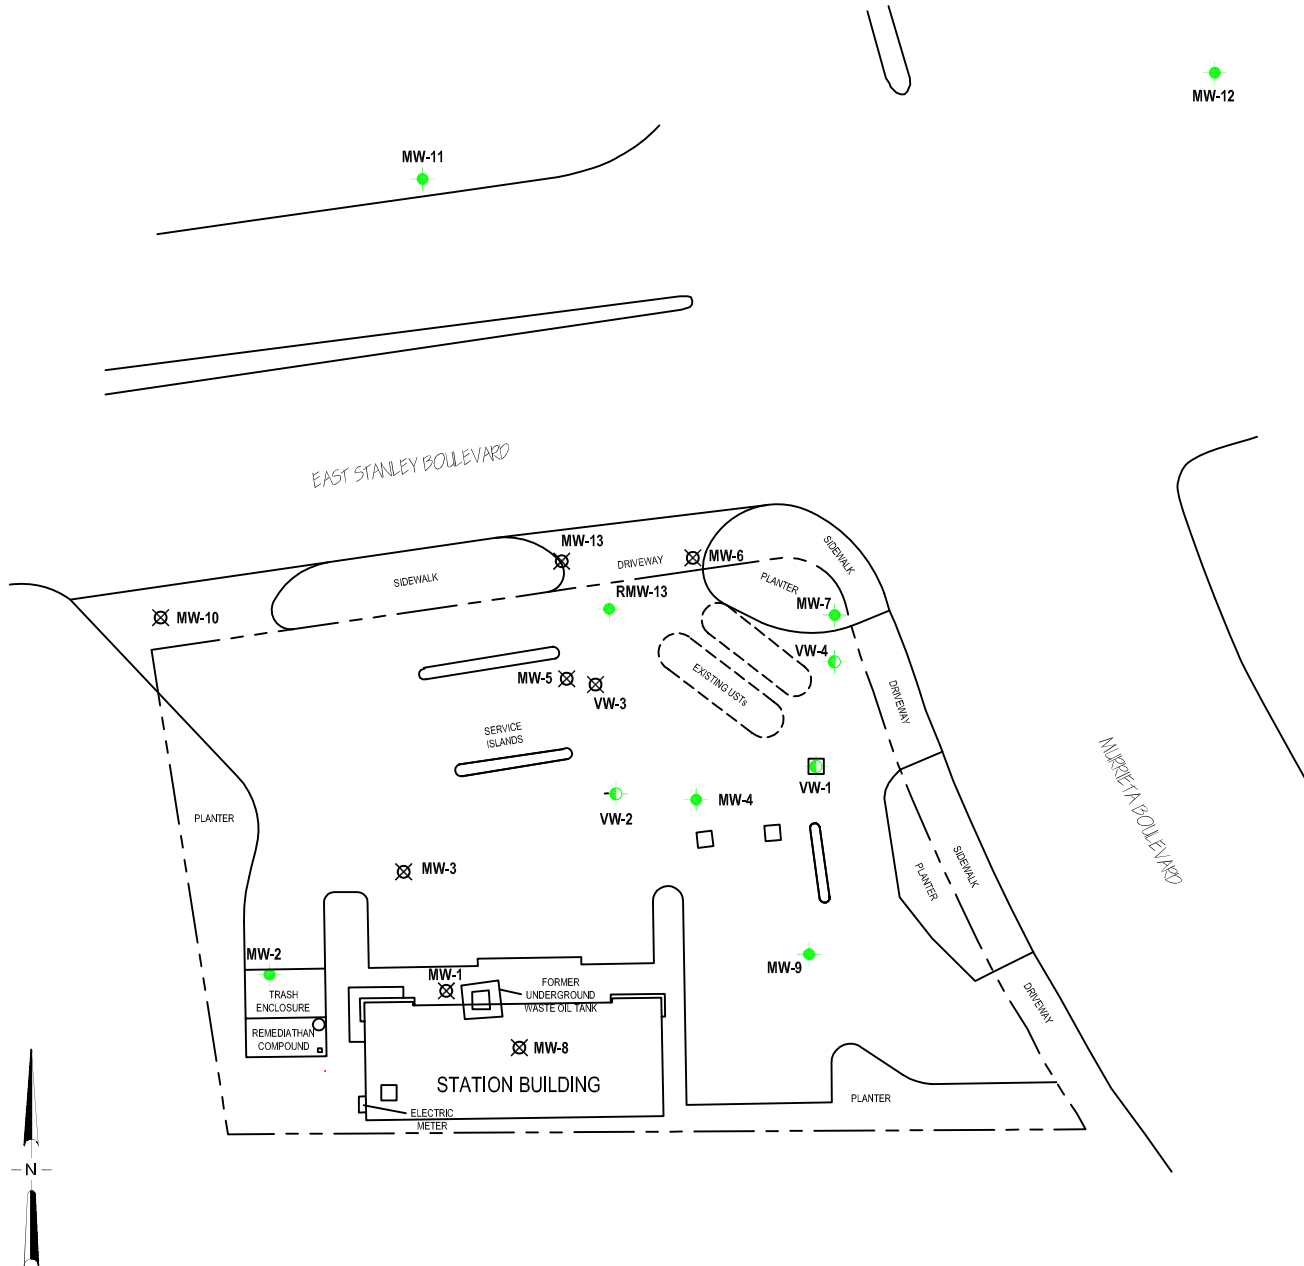 MW-12
MW-11
EAST STANLEY BOULEVARD
MW-13
SIDEWALK
DRIVEWAY
MW-6
SIDEWALK
SIDEWALK
PLANTER
RMW-13
MW-7
MW-10
VW-4
EXISTING USTs
MW-5
VW-3
DRIVEWAY
SERVICE
ISLANDS
MURRIETA BOULEVARD
VW-1
MW-4
VW-2
PLANTER
MW-3
SIDEWALK
PLANTER
MW-2
MW-9
MW-1
FORMER
UNDERGROUND
WASTE OIL TANK
TRASH
ENCLOSURE
DRIVEWAY
REMEDIATHAN
COMPOUND
MW-8
STATION BUILDING
PLANTER
ELECTRIC
METER
N